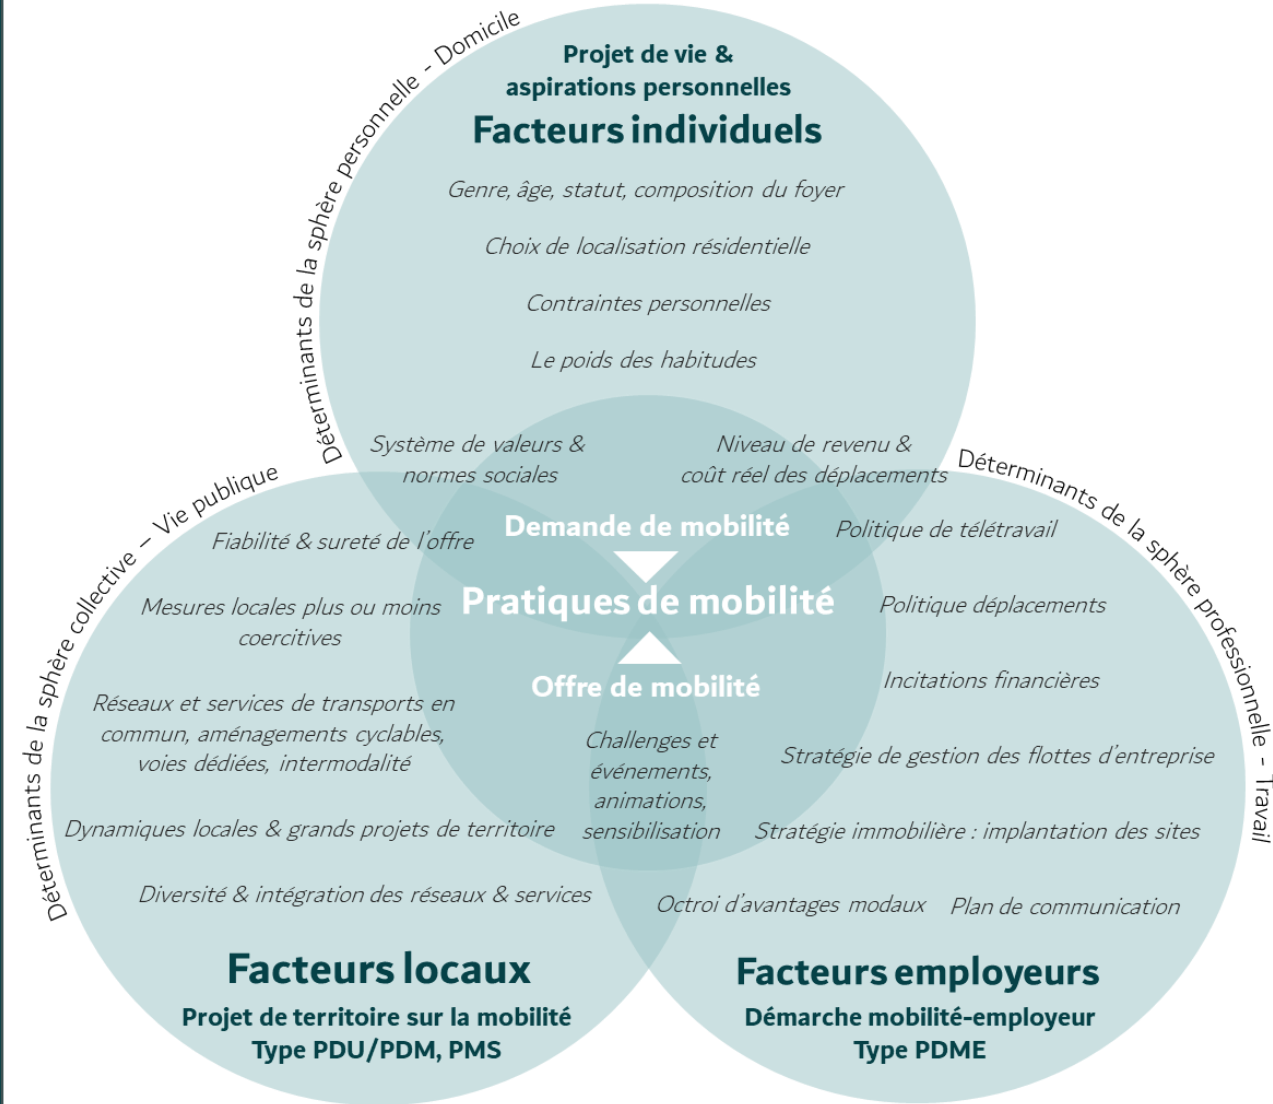 Déterminants de la sphère personnelle - Domicile
Projet de vie &
aspirations personnelles
Facteurs individuels
Genre, âge, statut, composition du foyer
Choix de localisation résidentielle
Contraintes personnelles
Le poids des habitudes
Système de valeurs &
normes sociales
Niveau de revenu &
coût réel des déplacements
Demande de mobilité
Pratiques de mobilité
Offre de mobilité
Challenges et
événements,
animations,
sensibilisation
Déterminants de la sphère collective – Vie publique
Fiabilité & sureté de l'offre
Mesures locales plus ou moins
coercitives
Réseaux et services de transports en
commun, aménagements cyclables,
voies dédiées, intermodalité
Dynamiques locales & grands projets de territoire
Diversité & intégration des réseaux & services
Facteurs locaux
Projet de territoire sur la mobilité
Type PDU/PDM, PMS
Déterminants de la sphère professionnelle - Travail
Politique de télétravail
Politique déplacements
Incitations financières
Stratégie de gestion des flottes d'entreprise
Stratégie immobilière : implantation des sites
Octroi d'avantages modaux
Plan de communication
Facteurs employeurs
Démarche mobilité-employeur
Type PDME